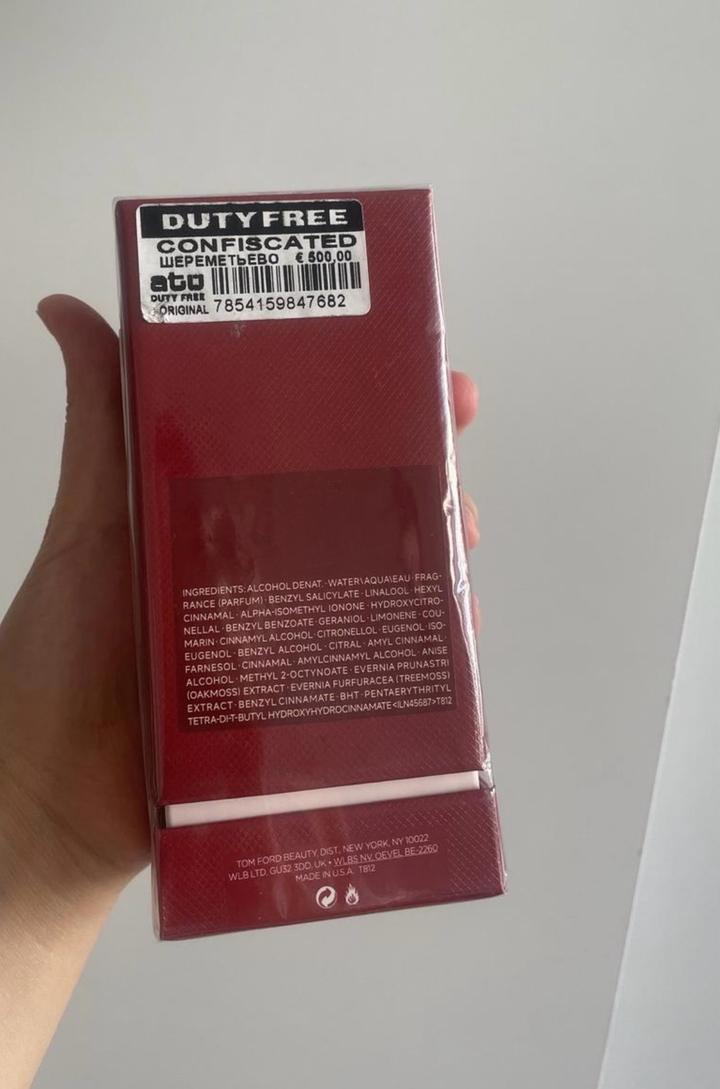 DUTY FREE
CONFISCATED
ШЕРЕМЕТЬЕВО € 500,00
ato
DUTY FREE
ORIGINAL 7854159847682
INGREDIENTS: ALCOHOL DENAT. · WATER\AQUA\EAU · FRAG-
RANCE (PARFUM) · BENZYL SALICYLATE · LINALOOL · HEXYL
CINNAMAL · ALPHA-ISOMETHYL IONONE · HYDROXYCITRO-
NELLAL · BENZYL BENZOATE · GERANIOL · LIMONENE · COU-
MARIN · CINNAMYL ALCOHOL · CITRONELLOL · EUGENOL · ISO-
EUGENOL · BENZYL ALCOHOL · CITRAL · AMYL CINNAMAL ·
FARNESOL · CINNAMAL · AMYLCINNAMYL ALCOHOL · ANISE
ALCOHOL · METHYL 2-OCTYNOATE · EVERNIA PRUNASTRI
(OAKMOSS) EXTRACT · EVERNIA FURFURACEA (TREEMOSS)
EXTRACT · BENZYL CINNAMATE · BHT · PENTAERYTHRITYL
TETRA-DI-T-BUTYL HYDROXYHYDROCINNAMATE <ILN45687> T812
TOM FORD BEAUTY, DIST. NEW YORK, NY 10022
WLB LTD, GU32 3DD, UK • WLBS NV. OEVEL BE-2260
MADE IN U.S.A. T812